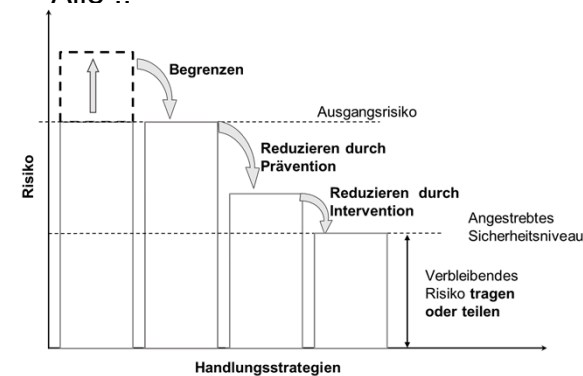 Begrenzen
Ausgangsrisiko
Reduzieren durch
Prävention
Reduzieren durch
Intervention
Angestrebtes
Sicherheitsniveau
Verbleibendes
Risiko tragen
oder teilen
Risiko
Handlungsstrategien